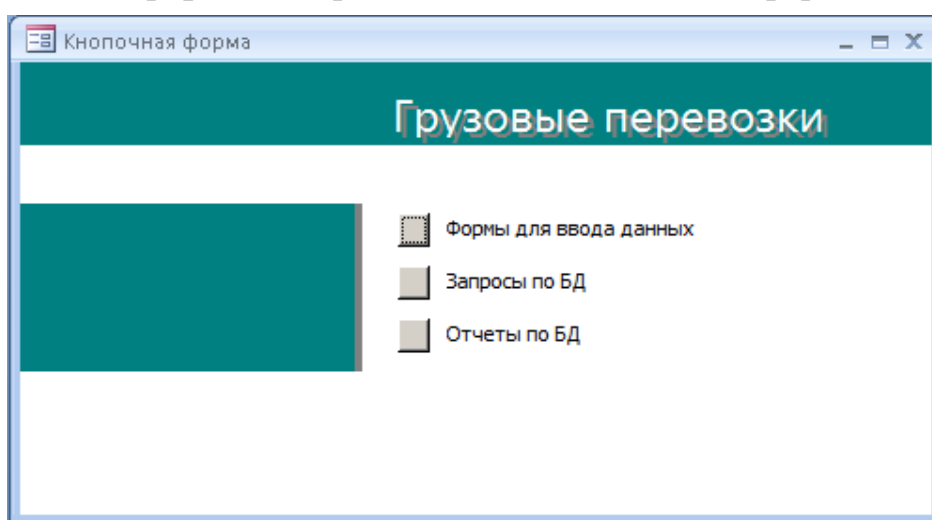 Кнопочная форма
Грузовые перевозки
Формы для ввода данных
Запросы по БД
Отчеты по БД